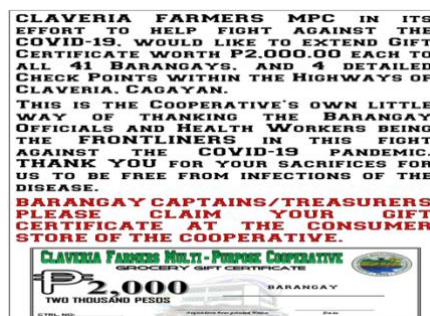 CLAVERIA FARMERS MPC IN ITS
EFFORT TO HELP FIGHT AGAINST THE
COVID-19, WOULD LIKE TO EXTEND GIFT
CERTIFICATE WORTH P2,000.00 EACH TO
ALL 41 BARANGAYS, AND 4 DETAILED
CHECK POINTS WITHIN THE HIGHWAYS OF
CLAVERIA, CAGAYAN.
THIS IS THE COOPERATIVE'S OWN LITTLE
WAY OF THANKING THE BARANGAY
OFFICIALS AND HEALTH WORKERS BEING
THE FRONTLINERS IN THIS FIGHT
AGAINST THE COVID-19 PANDEMIC.
THANK YOU FOR YOUR SACRIFICES FOR
US TO BE FREE FROM INFECTIONS OF THE
DISEASE.
BARANGAY CAPTAINS/TREASURERS
PLEASE CLAIM YOUR GIFT
CERTIFICATE AT THE CONSUMER
STORE OF THE COOPERATIVE.
CLAVERIA FARMERS MULTI - PURPOSE COOPERATIVE
GROCERY GIFT CERTIFICATE
₱2,000
BARANGAY
TWO THOUSAND PESOS
CTRL NO:
Date